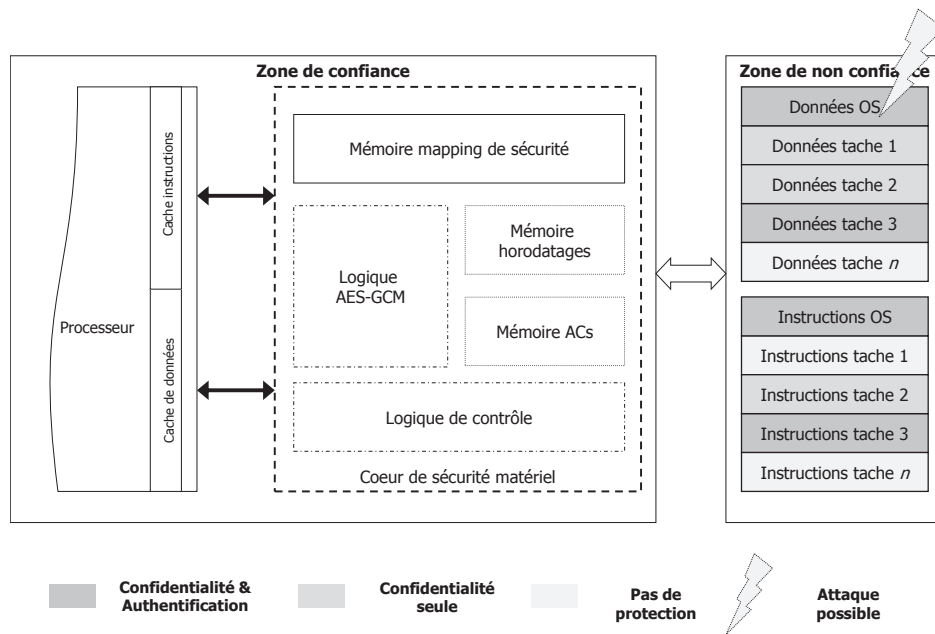 Zone de confiance
Processeur
Cache instructions
Cache de données
Mémoire mapping de sécurité
Logique
AES-GCM
Mémoire
horodatages
Mémoire ACs
Logique de contrôle
Coeur de sécurité matériel
Zone de non confiance
Données OS
Données tache 1
Données tache 2
Données tache 3
Données tache n
Instructions OS
Instructions tache 1
Instructions tache 2
Instructions tache 3
Instructions tache n
Confidentialité &
Authentification
Confidentialité
seule
Pas de
protection
Attaque
possible